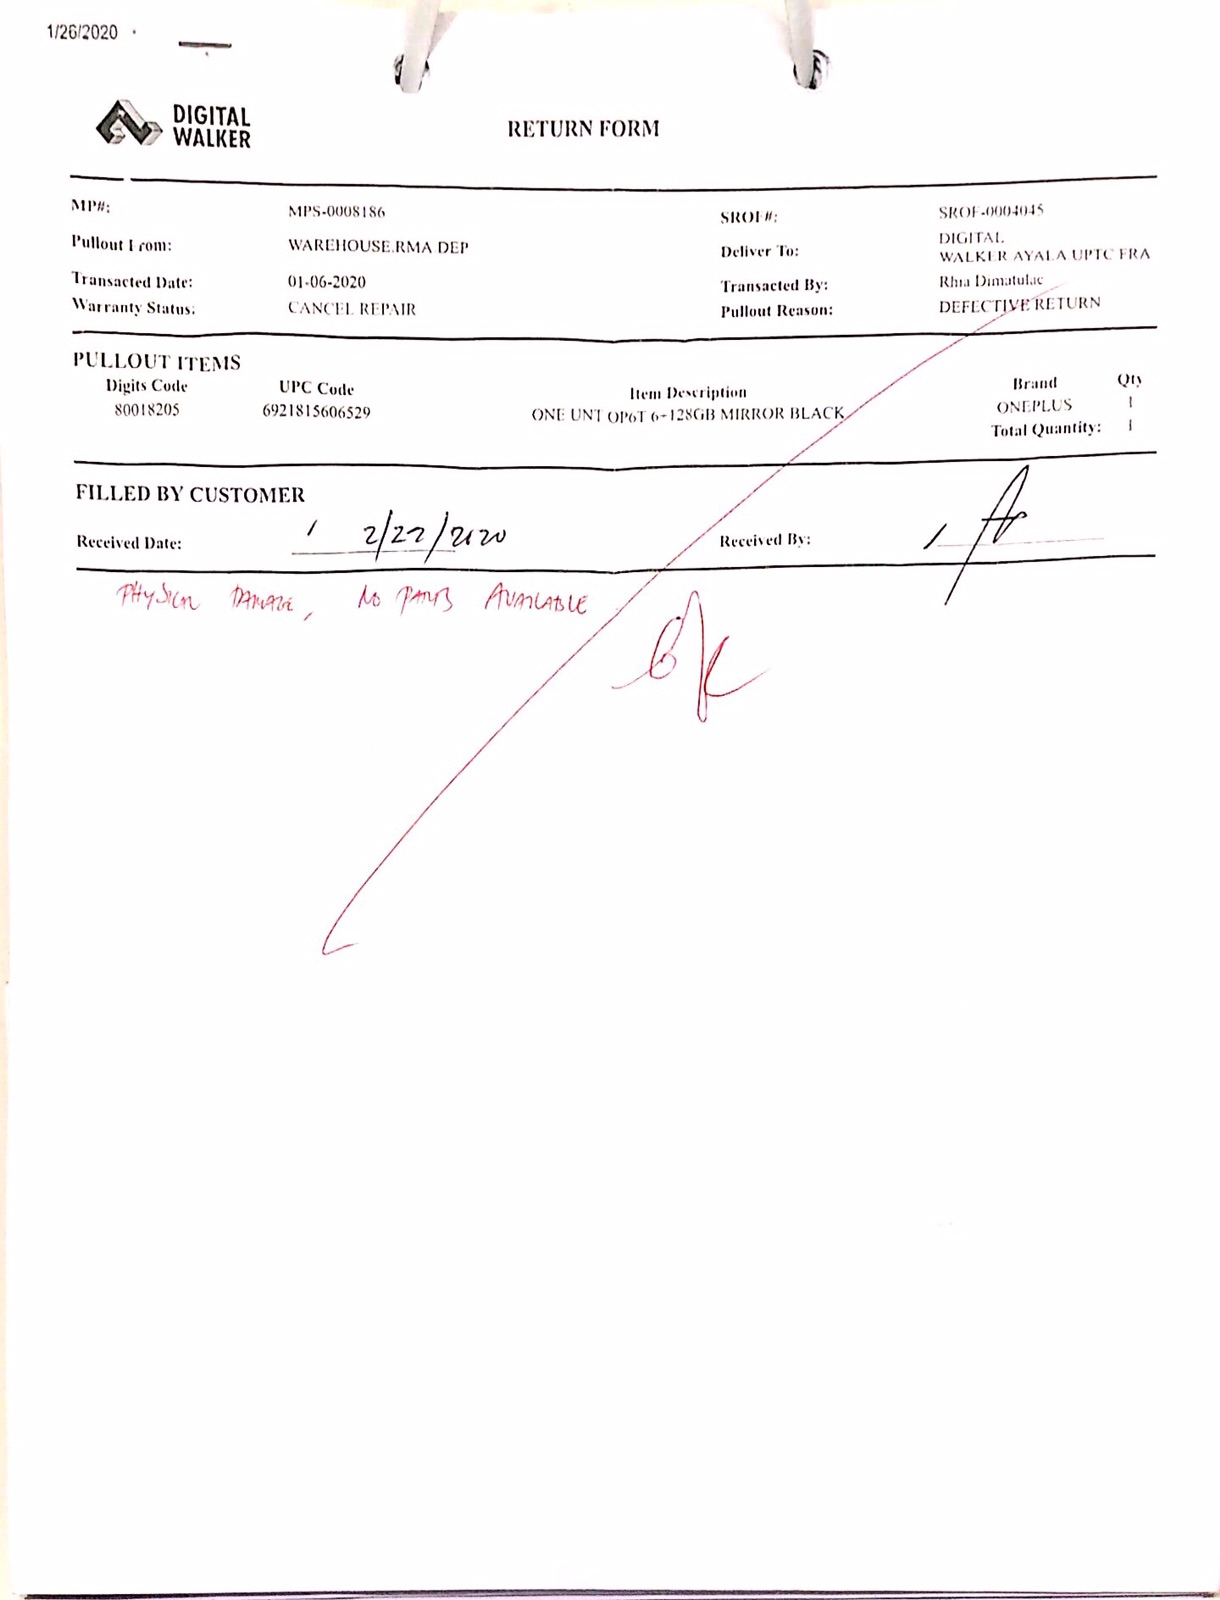 1/26/2020
DIGITAL
WALKER
RETURN FORM
MP#: MPS-0008186 SROF#: SROF-0004045
Pullout From: WAREHOUSE.RMA DEP Deliver To: DIGITAL
WALKER AYALA UPTC FRA
Transacted Date: 01-06-2020 Transacted By: Rhia Dimatulac
Warranty Status: CANCEL REPAIR Pullout Reason: DEFECTIVE RETURN
PULLOUT ITEMS
Digits Code UPC Code Item Description Brand Qty
80018205 6921815606529 ONE UNT OP6T 6+128GB MIRROR BLACK ONEPLUS 1
Total Quantity: 1
FILLED BY CUSTOMER
Received Date: 2/22/2020 Received By:
PHYSICAL DAMAGE, NO PARTS AVAILABLE